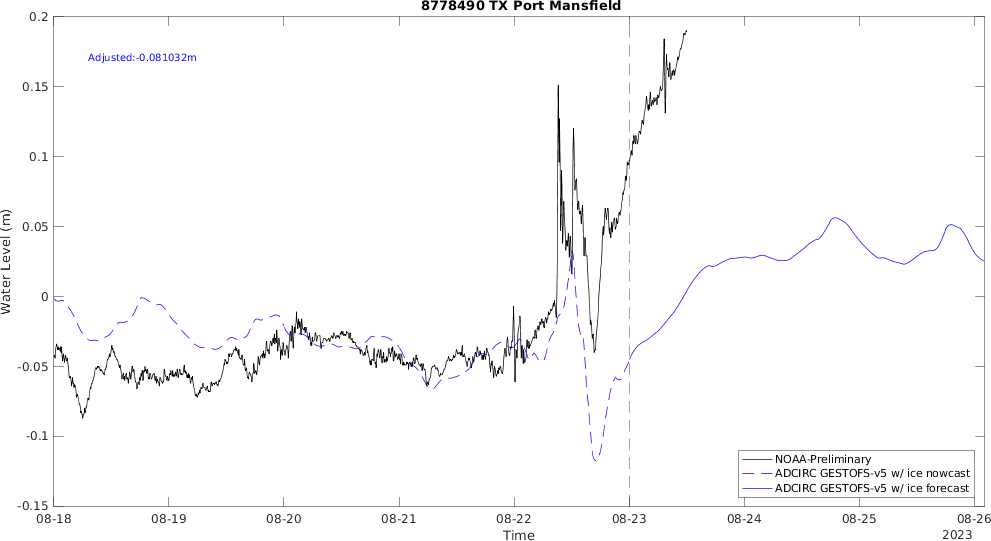 8778490 TX Port Mansfield
0.2
Adjusted:-0.081032m
0.15
0.1
0.05
0
-0.05
-0.1
-0.15
Water Level (m)
NOAA-Preliminary
ADCIRC GESTOFS-v5 w/ ice nowcast
ADCIRC GESTOFS-v5 w/ ice forecast
08-18 08-19 08-20 08-21 08-22 08-23 08-24 08-25 08-26
Time
2023